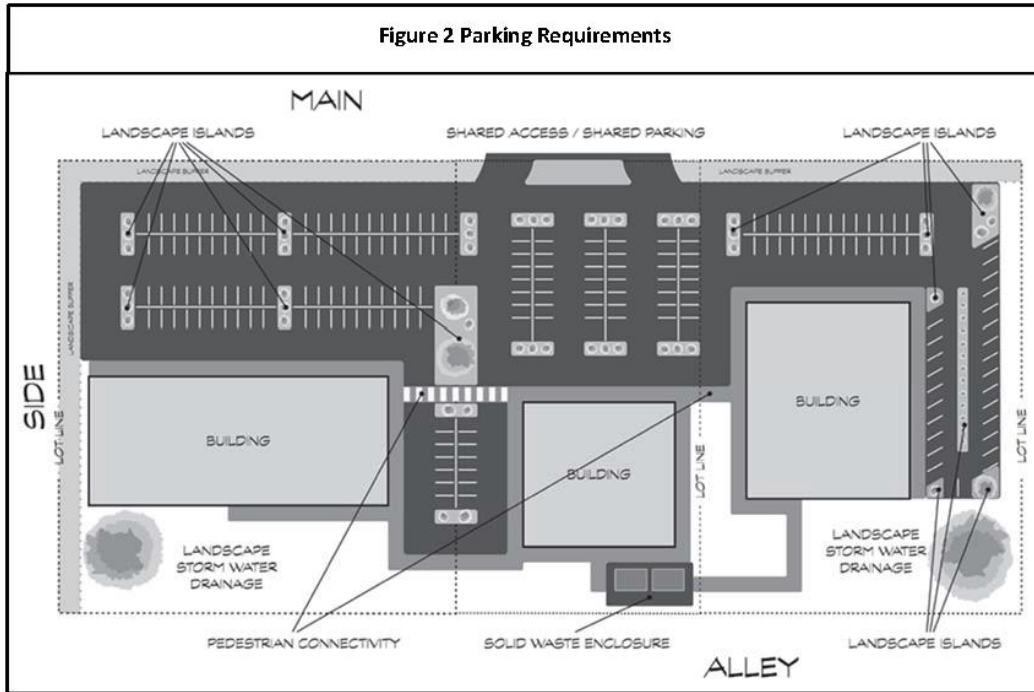 Figure 2 Parking Requirements
MAIN
LANDSCAPE ISLANDS
SHARED ACCESS / SHARED PARKING
LANDSCAPE ISLANDS
LANDSCAPE BUFFER
LANDSCAPE BUFFER
LANDSCAPE BUFFER
SIDE
LOT LINE
BUILDING
BUILDING
BUILDING
LOT LINE
LOT LINE
LANDSCAPE
STORM WATER
DRAINAGE
LANDSCAPE
STORM WATER
DRAINAGE
PEDESTRIAN CONNECTIVITY
SOLID WASTE ENCLOSURE
LANDSCAPE ISLANDS
ALLEY